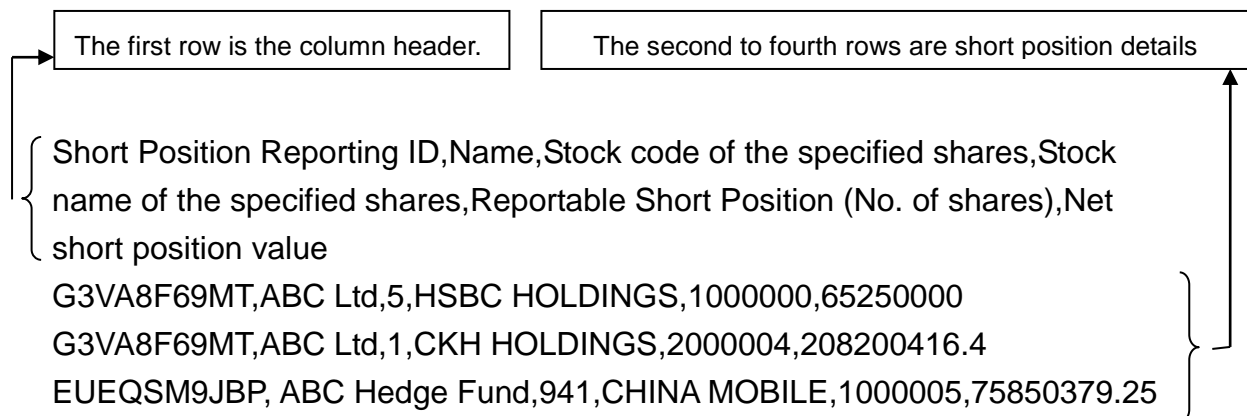 The first row is the column header.
The second to fourth rows are short position details
Short Position Reporting ID,Name,Stock code of the specified shares,Stock
name of the specified shares,Reportable Short Position (No. of shares),Net
short position value
G3VA8F69MT,ABC Ltd,5,HSBC HOLDINGS,1000000,65250000
G3VA8F69MT,ABC Ltd,1,CKH HOLDINGS,2000004,208200416.4
EUEQSM9JBP, ABC Hedge Fund,941,CHINA MOBILE,1000005,75850379.25